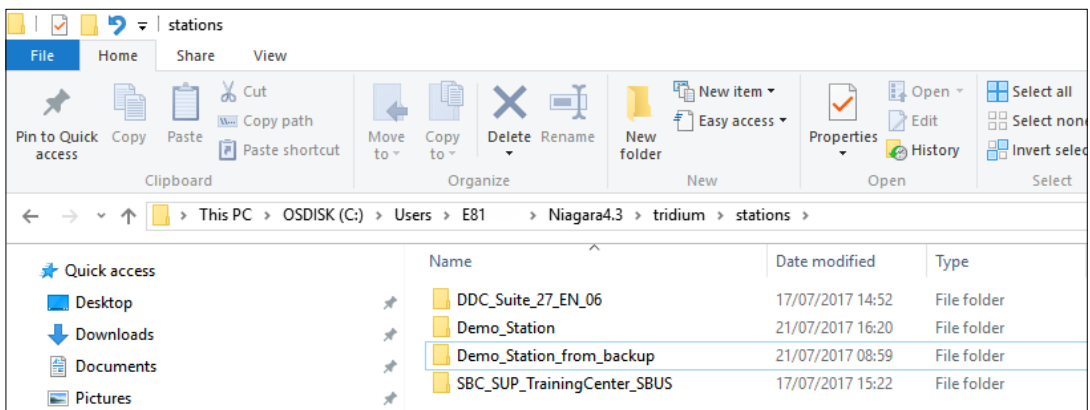 stations
File Home Share View
Pin to Quick access
Copy
Paste
Cut
Copy path
Paste shortcut
Clipboard
Move to
Copy to
Delete
Rename
Organize
New folder
New item
Easy access
New
Properties
Open
Edit
History
Open
Select all
Select none
Invert selec
Select
This PC > OSDISK (C:) > Users > E81 > Niagara4.3 > tridium > stations >
Quick access
Desktop
Downloads
Documents
Pictures
Name Date modified Type
DDC_Suite_27_EN_06 17/07/2017 14:52 File folder
Demo_Station 21/07/2017 16:20 File folder
Demo_Station_from_backup 21/07/2017 08:59 File folder
SBC_SUP_TrainingCenter_SBUS 17/07/2017 15:22 File folder